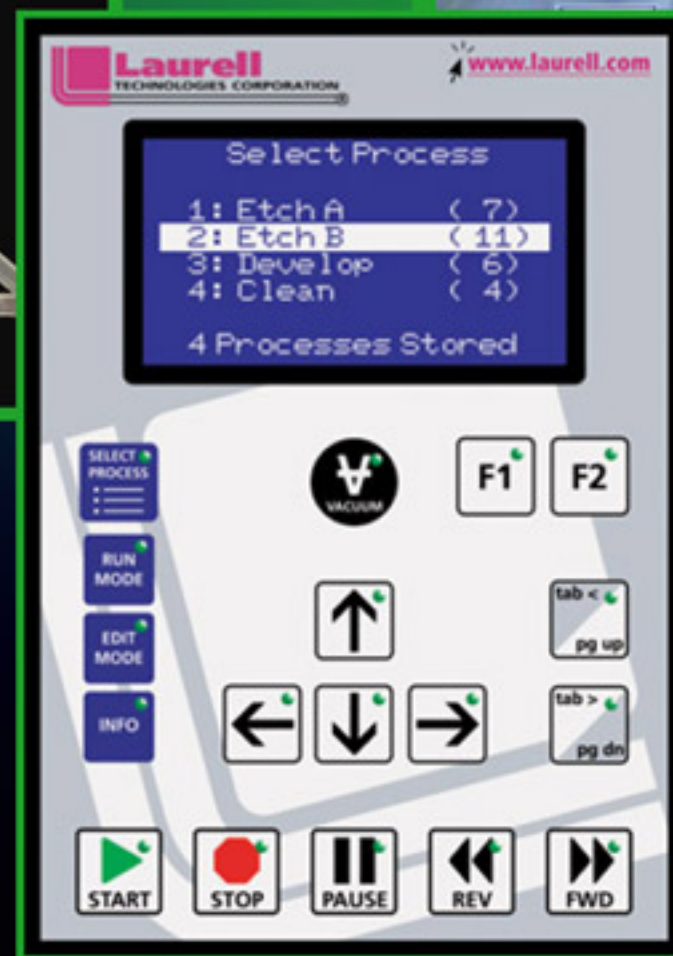 Laurell
TECHNOLOGIES CORPORATION
®
www.laurell.com
Select Process
1: Etch A ( 7)
2: Etch B ( 11)
3: Develop ( 6)
4: Clean ( 4)
4 Processes Stored
SELECT
PROCESS
VACUUM
F1
F2
RUN
MODE
EDIT
MODE
INFO
tab <
pg up
tab >
pg dn
START
STOP
PAUSE
REV
FWD